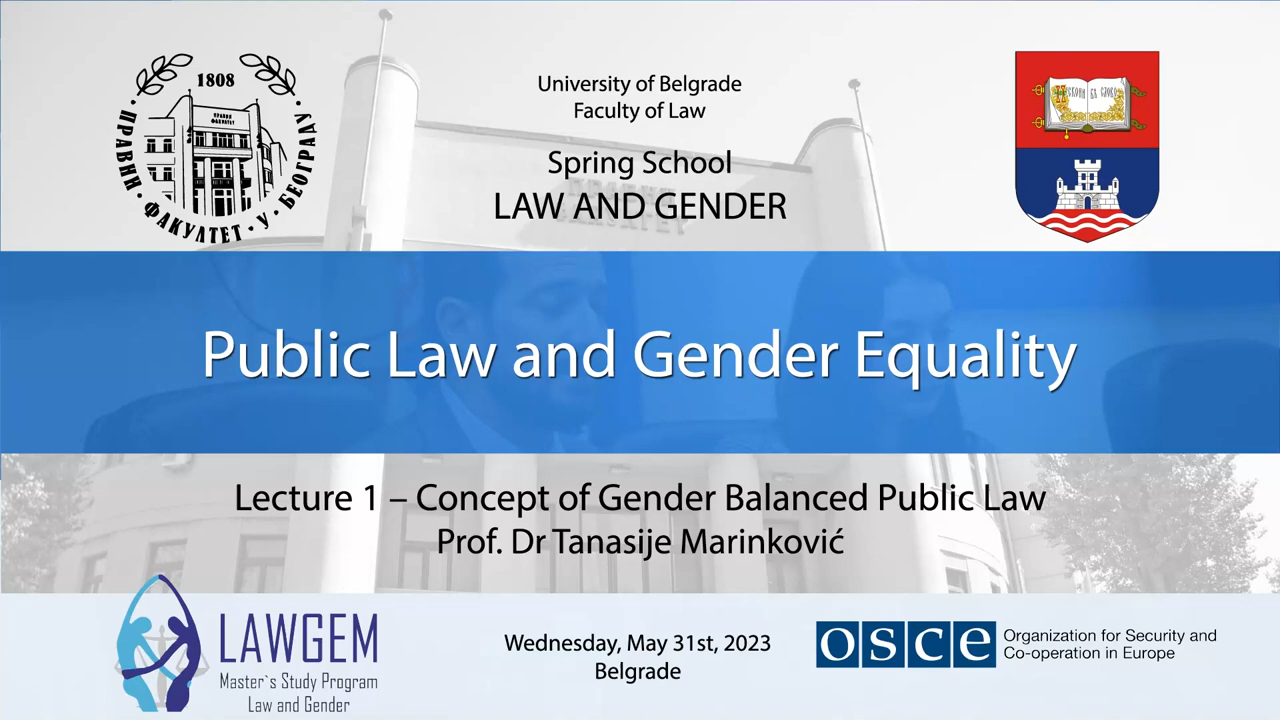 1808
ПРАВНИ
ФАКУЛТЕТ
ПРАВНИ • ФАКУЛТЕТ • У • БЕОГРАДУ
University of Belgrade
Faculty of Law
Spring School
LAW AND GENDER
Public Law and Gender Equality
Lecture 1 – Concept of Gender Balanced Public Law
Prof. Dr Tanasije Marinković
LAWGEM
Master`s Study Program
Law and Gender
Wednesday, May 31st, 2023
Belgrade
osce
Organization for Security and
Co-operation in Europe